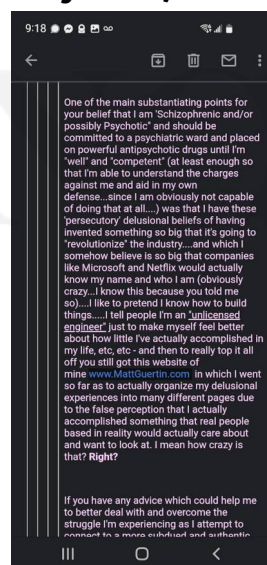 9:18
One of the main substantiating points for
your belief that I am 'Schizophrenic and/or
possibly Psychotic" and should be
committed to a psychiatric ward and placed
on powerful antipsychotic drugs until I'm
"well" and "competent" (at least enough so
that I'm able to understand the charges
against me and aid in my own
defense...since I am obviously not capable
of doing that at all....) was that I have these
'persecutory' delusional beliefs of having
invented something so big that it's going to
"revolutionize" the industry....and which I
somehow believe is so big that companies
like Microsoft and Netflix would actually
know my name and who I am (obviously
crazy...I know this because you told me
so)....I like to pretend I know how to build
things.....I tell people I'm an "unlicensed
engineer" just to make myself feel better
about how little I've actually accomplished in
my life, etc, etc - and then to really top it all
off you still got this website of
mine www.MattGuertin.com in which I went
so far as to actually organize my delusional
experiences into many different pages due
to the false perception that I actually
accomplished something that real people
based in reality would actually care about
and want to look at. I mean how crazy is
that? Right?
If you have any advice which could help me
to better deal with and overcome the
struggle I'm experiencing as I attempt to
connect to a more subdued and authentic